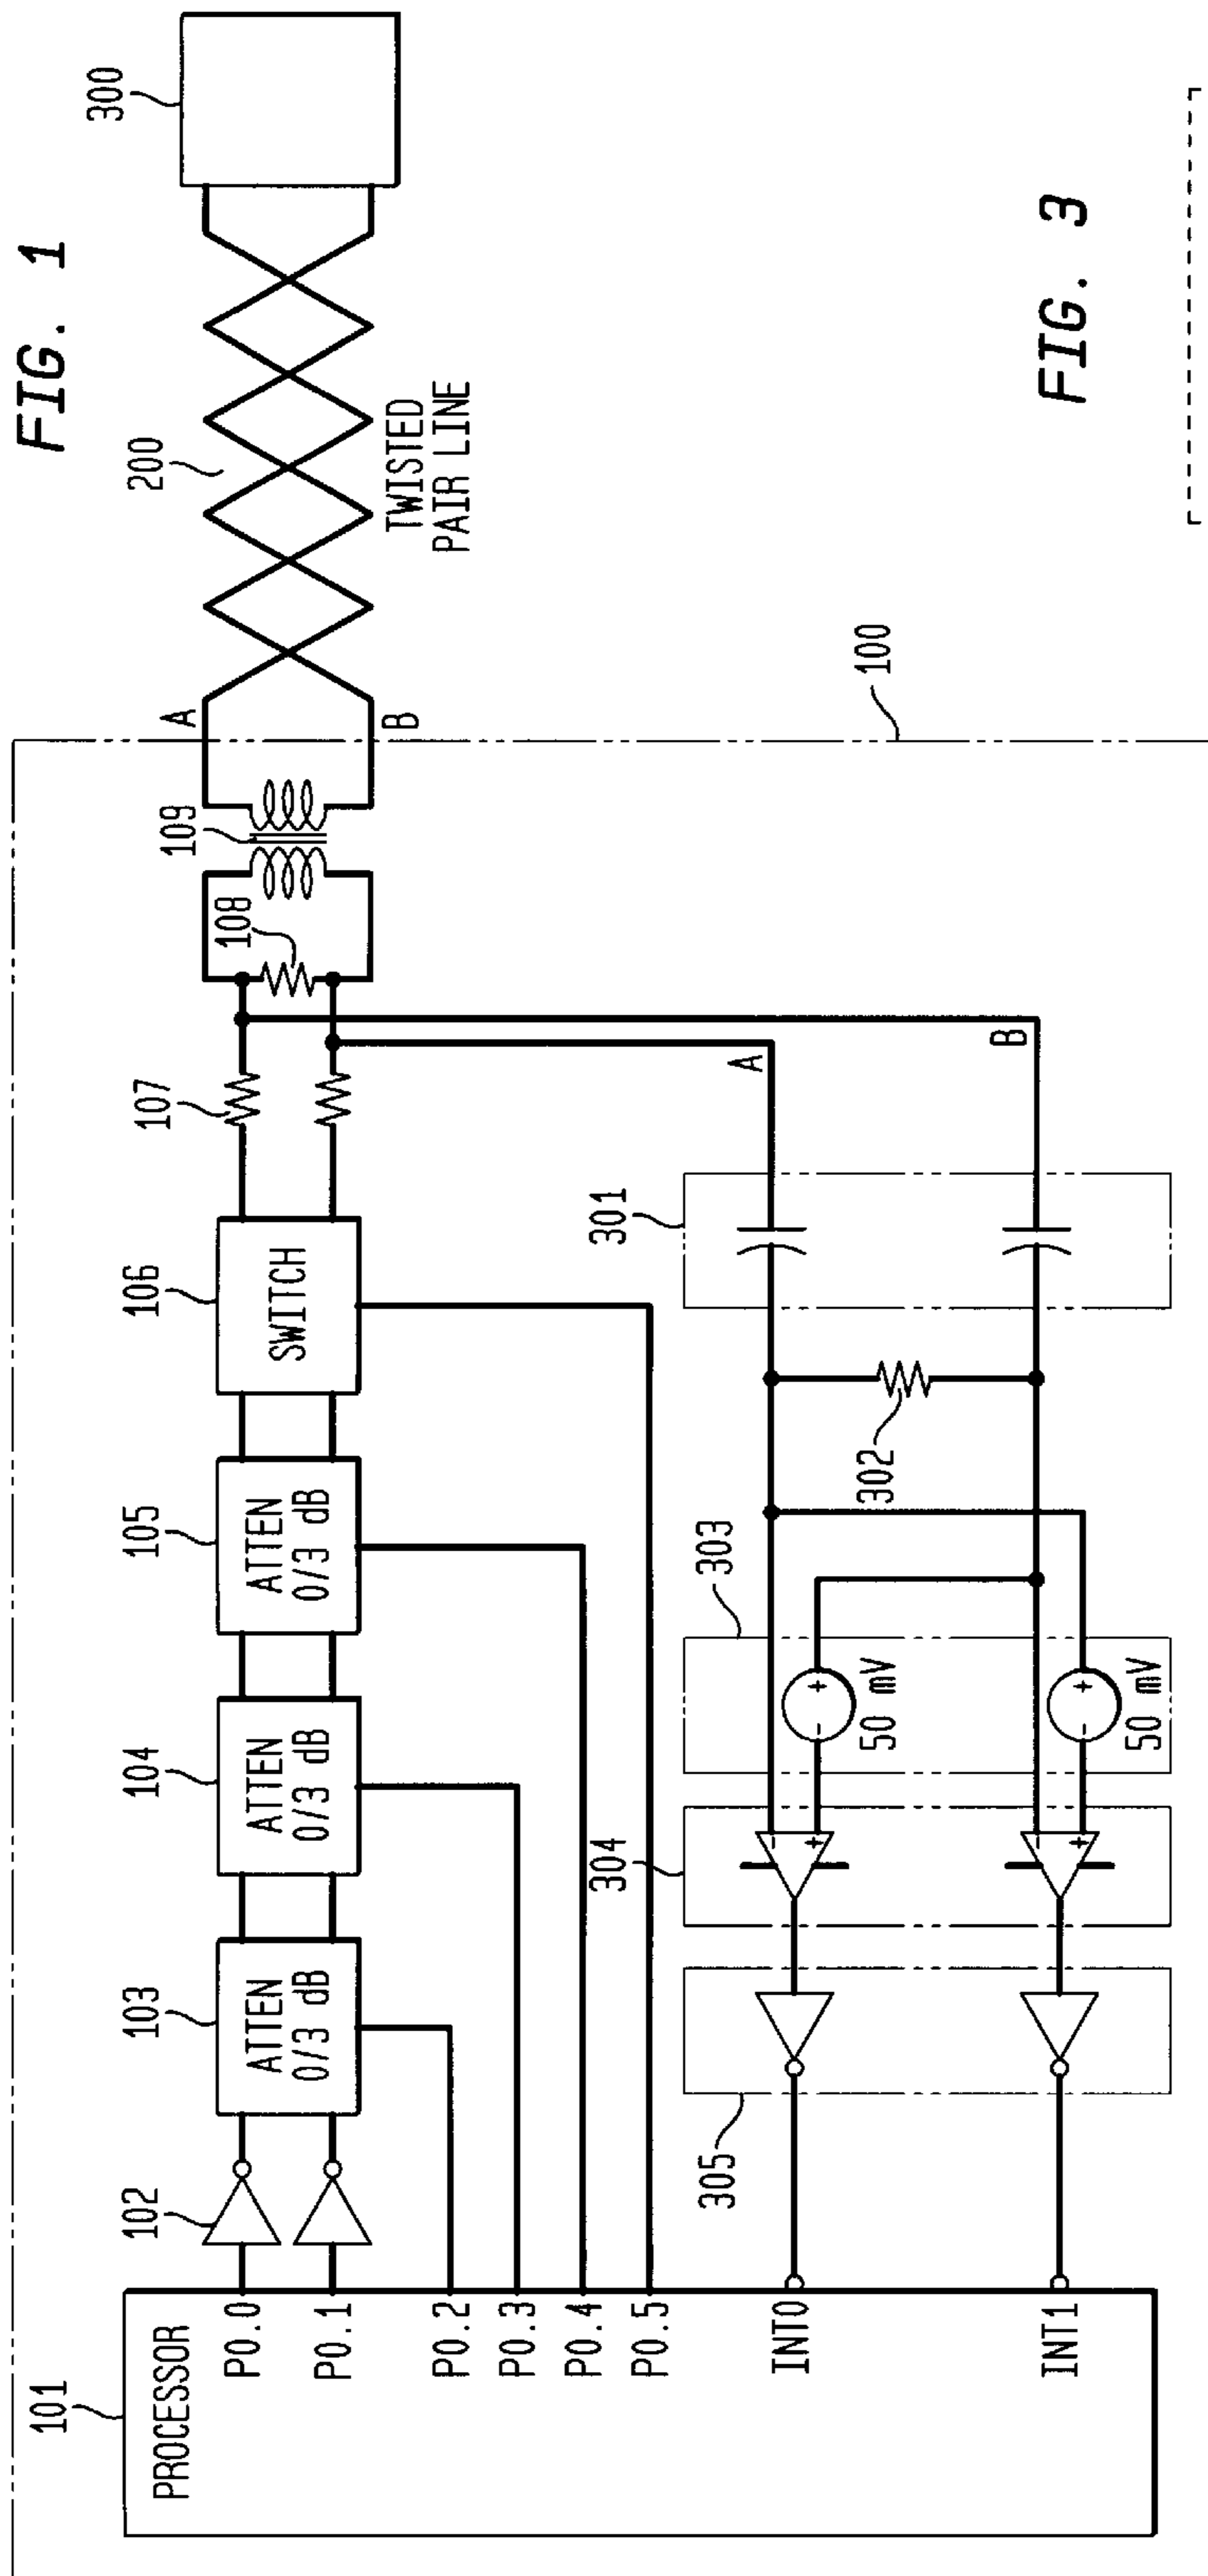 FIG. 1
101
PROCESSOR
P0.0
P0.1
P0.2
P0.3
P0.4
P0.5
INT0
INT1
102
103
ATTEN
0/3 dB
104
ATTEN
0/3 dB
105
ATTEN
0/3 dB
106
SWITCH
107
108
109
A
B
200
TWISTED
PAIR LINE
300
100
A
B
301
302
303
+
-
50 mV
+
-
50 mV
304
-
+
-
+
305
FIG. 3